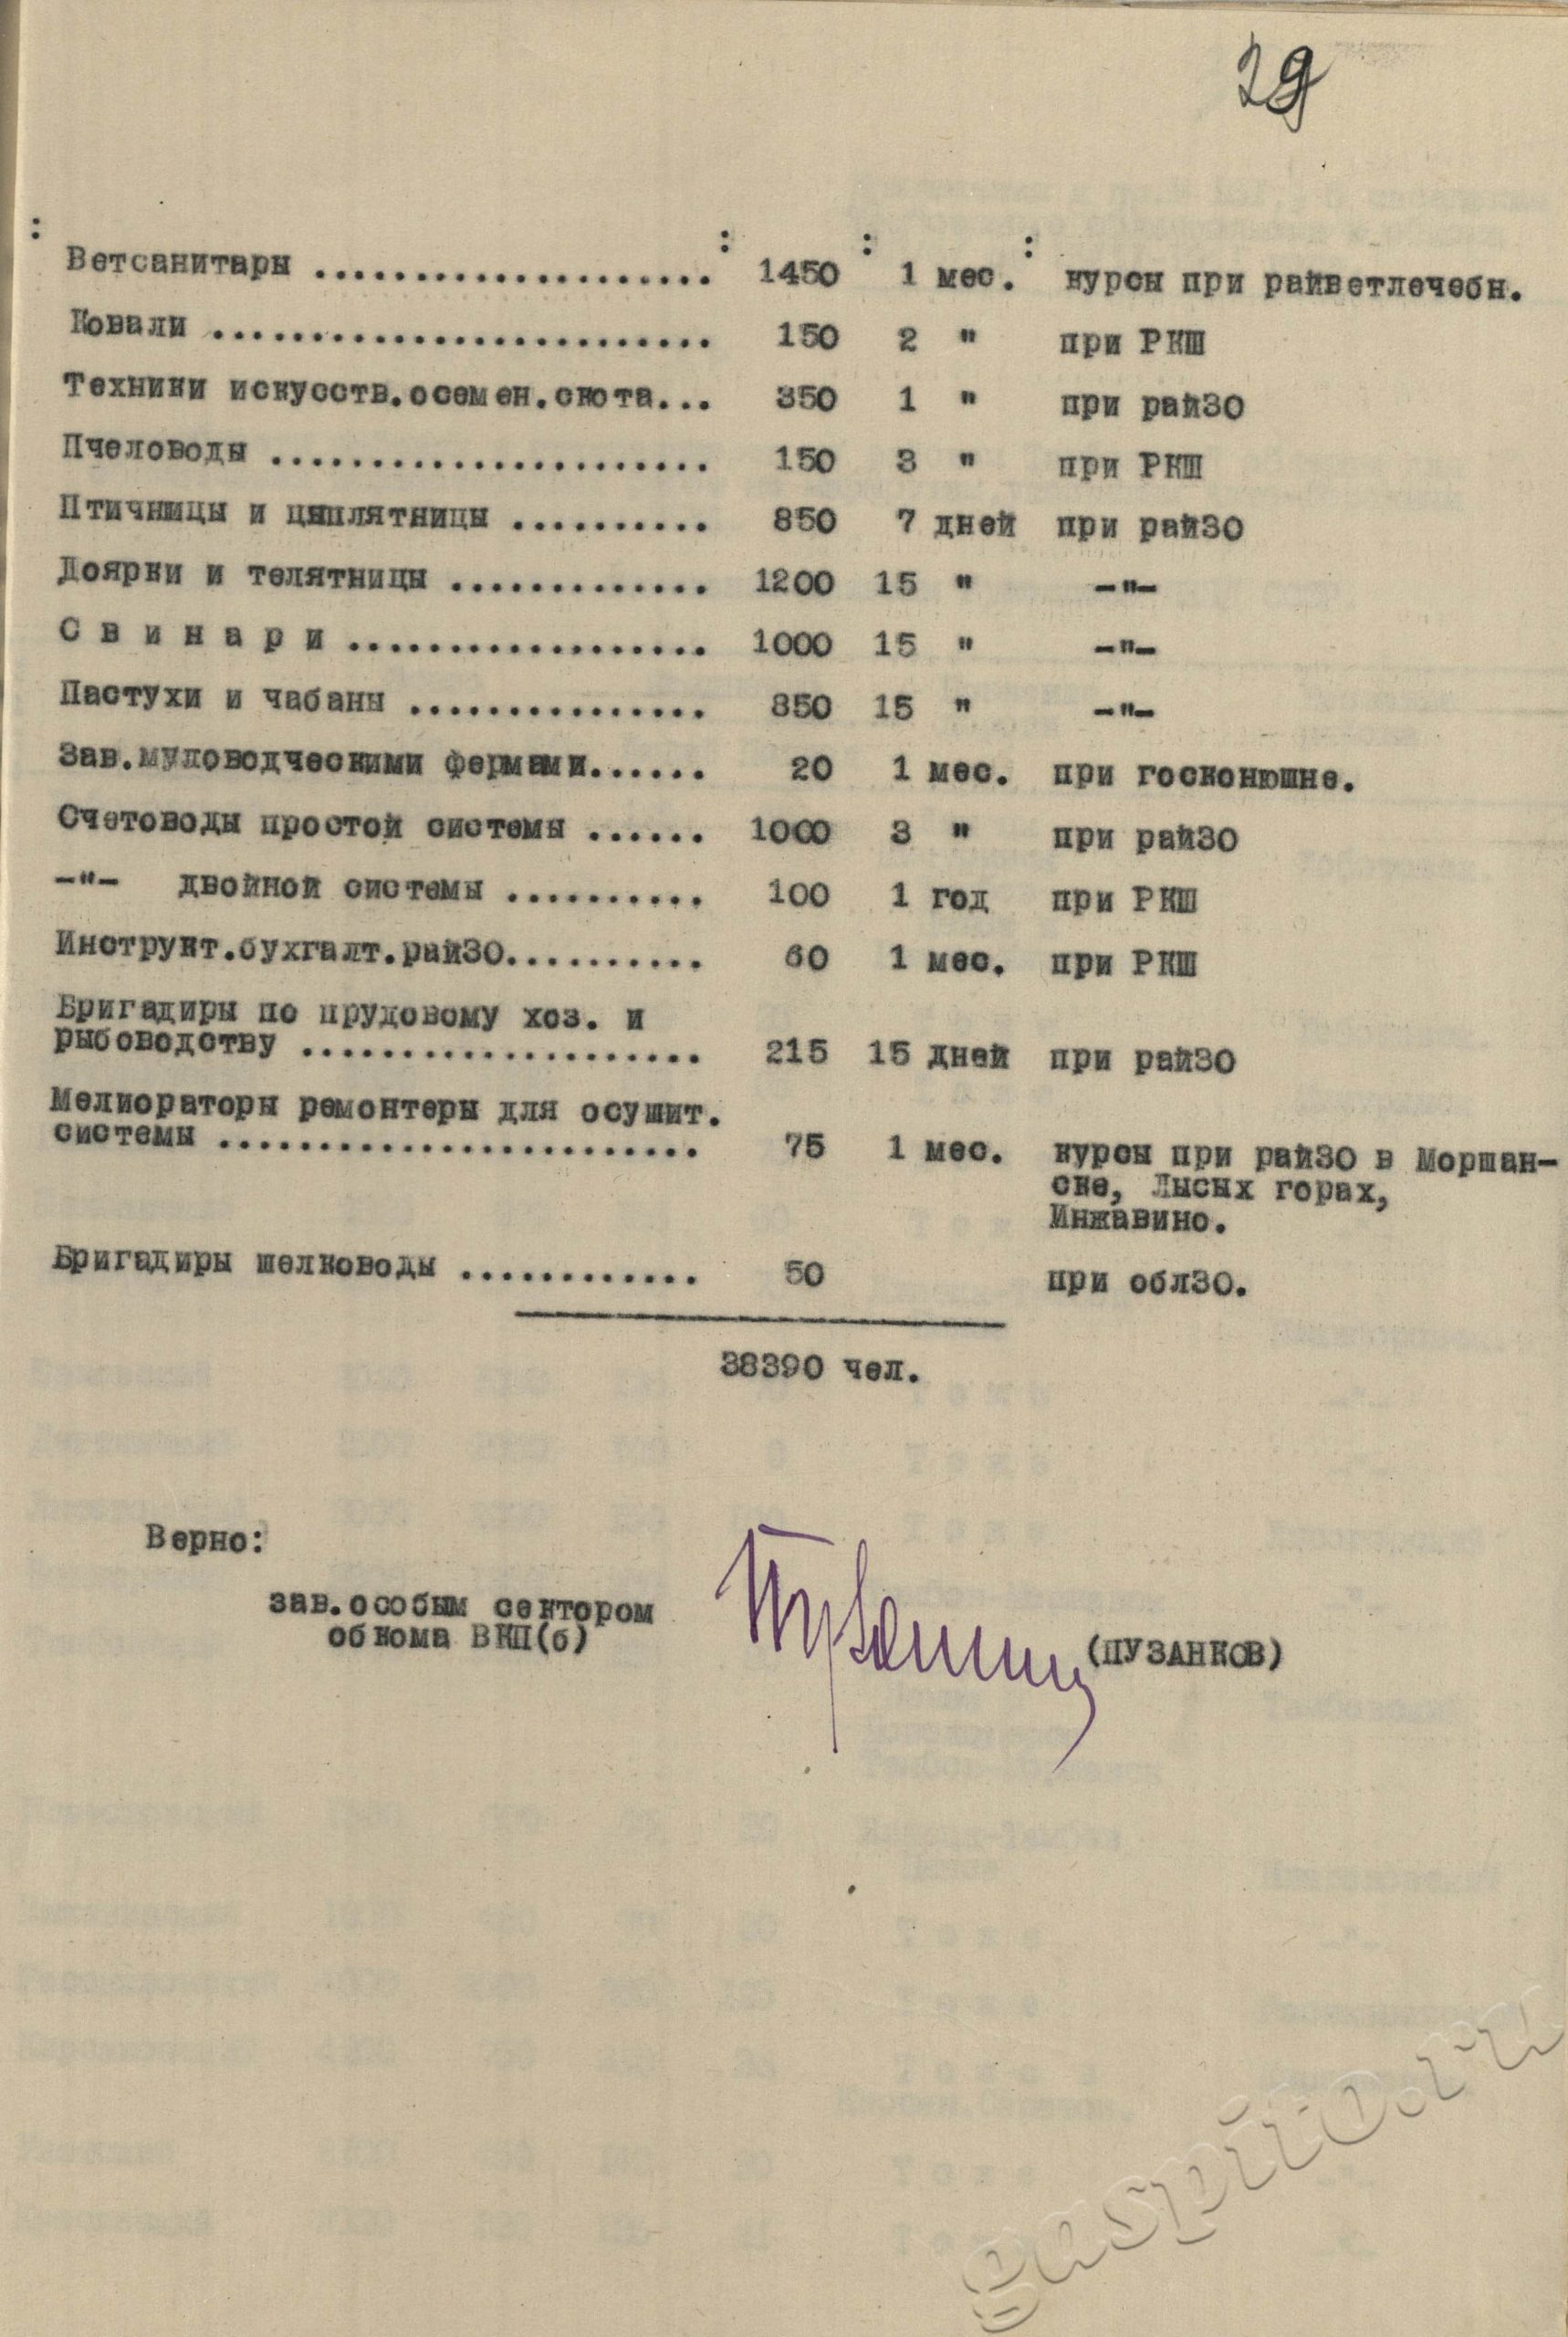 29
: : : :
Ветсанитары .................... 1450 1 мес. курсы при райветлечебн.
Ковали ......................... 150 2 " при РКШ
Техники искусств.осемен.скота... 350 1 " при райЗО
Пчеловоды ...................... 150 3 " при РКШ
Птичницы и цыплятницы .......... 850 7 дней при райЗО
Доярки и телятницы ............. 1200 15 " -"-
С в и н а р и .................. 1000 15 " -"-
Пастухи и чабаны ............... 850 15 " -"-
Зав.муловодческими фермами...... 20 1 мес. при госконюшне.
Счетоводы простой системы ...... 1000 3 " при райЗО
-"- двойной системы .......... 100 1 год при РКШ
Инструкт.бухгалт.райЗО.......... 60 1 мес. при РКШ
Бригадиры по прудовому хоз. и
рыбоводству .................... 215 15 дней при райЗО
Мелиораторы ремонтеры для осушит.
системы ........................ 75 1 мес. курсы при райЗО в Моршан-
ске, Лысых горах,
Инжавино.
Бригадиры шелководы ............ 50 при облЗО.
38390 чел.
Верно:
зав.особым сектором
обкома ВКП(б)
(ПУЗАНКОВ)
gaspito.ru